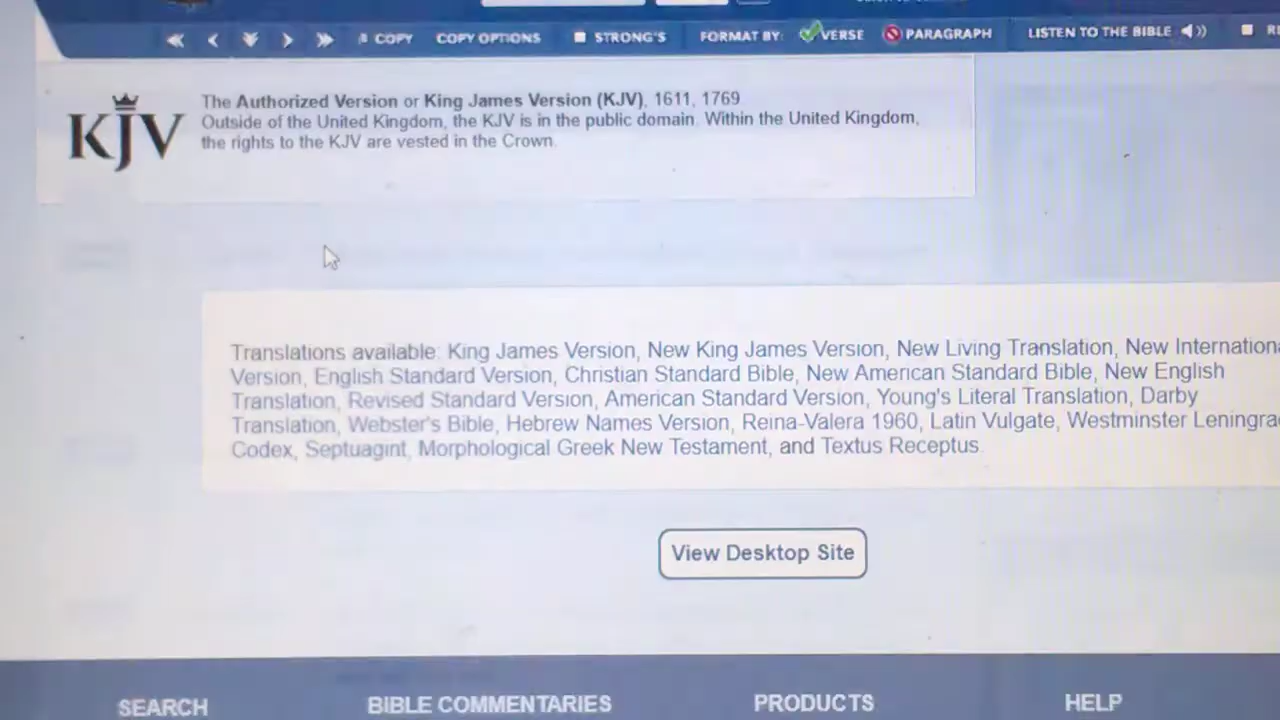 COPY COPY OPTIONS STRONG'S FORMAT BY: VERSE PARAGRAPH LISTEN TO THE BIBLE
KJV
The Authorized Version or King James Version (KJV), 1611, 1769.
Outside of the United Kingdom, the KJV is in the public domain. Within the United Kingdom,
the rights to the KJV are vested in the Crown.
Translations available: King James Version, New King James Version, New Living Translation, New
Version, English Standard Version, Christian Standard Bible, New American Standard Bible, New English
Translation, Revised Standard Version, American Standard Version, Young's Literal Translation, Darby
Translation, Webster's Bible, Hebrew Names Version, Reina-Valera 1960, Latin Vulgate, Westminster
Codex, Septuagint, Morphological Greek New Testament, and Textus Receptus.
View Desktop Site
SEARCH BIBLE COMMENTARIES PRODUCTS HELP